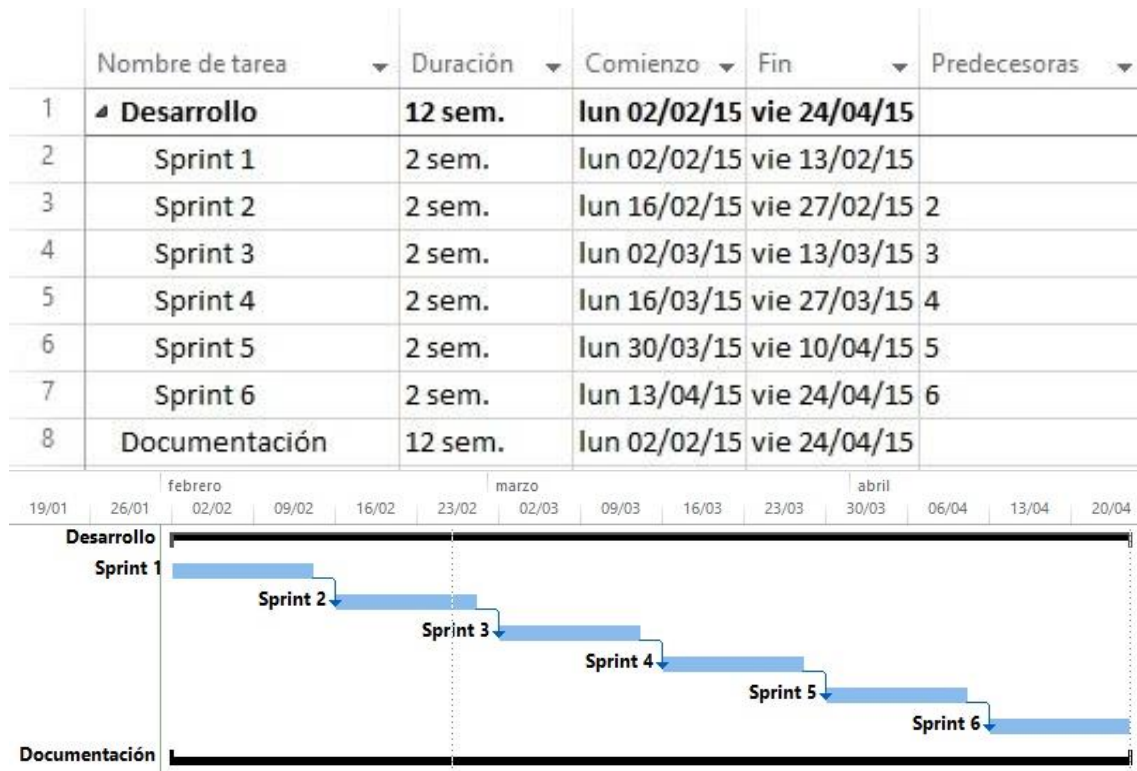 Nombre de tarea Duración Comienzo Fin Predecesoras
1 Desarrollo 12 sem. lun 02/02/15 vie 24/04/15
2 Sprint 1 2 sem. lun 02/02/15 vie 13/02/15
3 Sprint 2 2 sem. lun 16/02/15 vie 27/02/15 2
4 Sprint 3 2 sem. lun 02/03/15 vie 13/03/15 3
5 Sprint 4 2 sem. lun 16/03/15 vie 27/03/15 4
6 Sprint 5 2 sem. lun 30/03/15 vie 10/04/15 5
7 Sprint 6 2 sem. lun 13/04/15 vie 24/04/15 6
8 Documentación 12 sem. lun 02/02/15 vie 24/04/15
febrero marzo abril
19/01 26/01 02/02 09/02 16/02 23/02 02/03 09/03 16/03 23/03 30/03 06/04 13/04 20/04
Desarrollo
Sprint 1
Sprint 2
Sprint 3
Sprint 4
Sprint 5
Sprint 6
Documentación